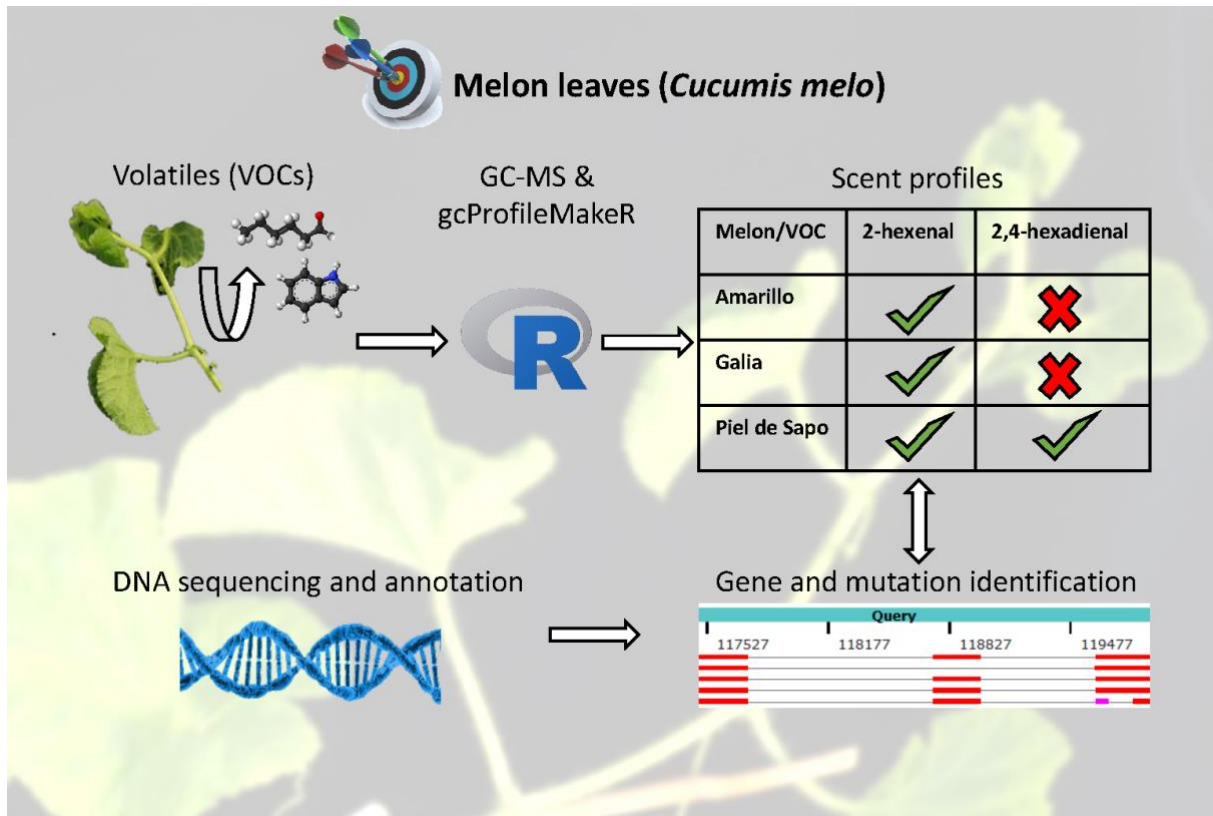 Melon leaves (Cucumis melo)
Volatiles (VOCs)
GC-MS &
gcProfileMakeR
R
Scent profiles
Melon/VOC 2-hexenal 2,4-hexadienal
Amarillo
Galia
Piel de Sapo
DNA sequencing and annotation
Gene and mutation identification
Query
117527 118177 118827 119477